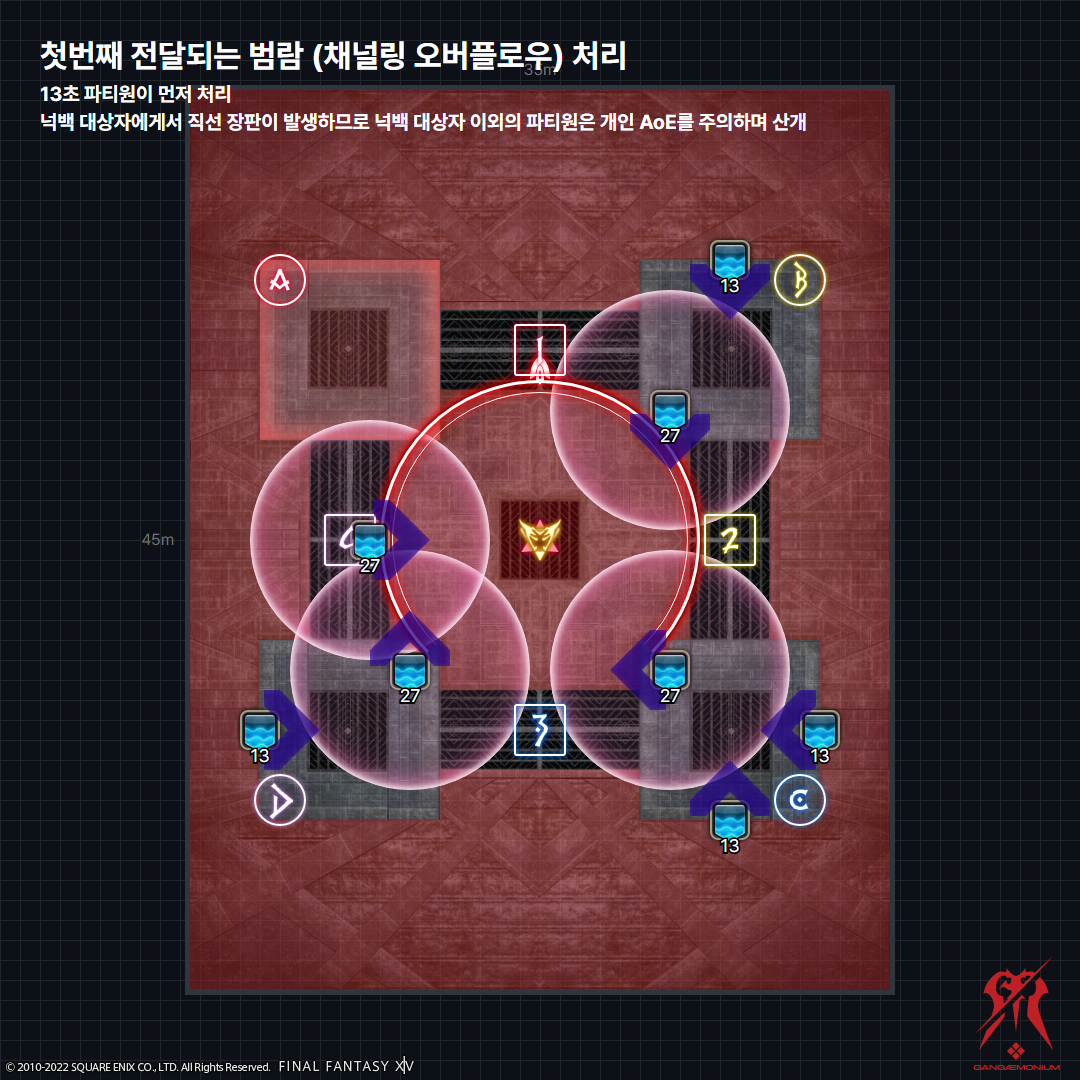 첫번째 전달되는 범람 (채널링 오버플로우) 처리
35m
13초 파티원이 먼저 처리
넉백 대상자에게서 직선 장판이 발생하므로 넉백 대상자 이외의 파티원은 개인 AoE를 주의하며 산개
A
B
13
1
27
45m
27
2
27
27
3
13
13
D
C
13
© 2010-2022 SQUARE ENIX CO., LTD. All Rights Reserved. FINAL FANTASY XIV
GANGÆMONIUM